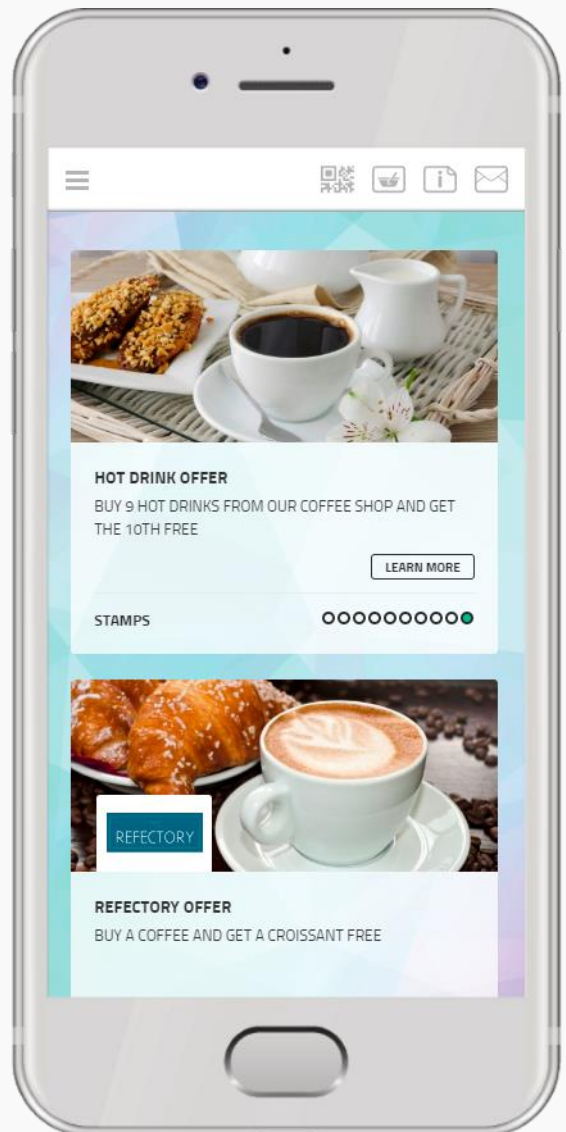 HOT DRINK OFFER
BUY 9 HOT DRINKS FROM OUR COFFEE SHOP AND GET
THE 10TH FREE
LEARN MORE
STAMPS
REFECTORY
REFECTORY OFFER
BUY A COFFEE AND GET A CROISSANT FREE